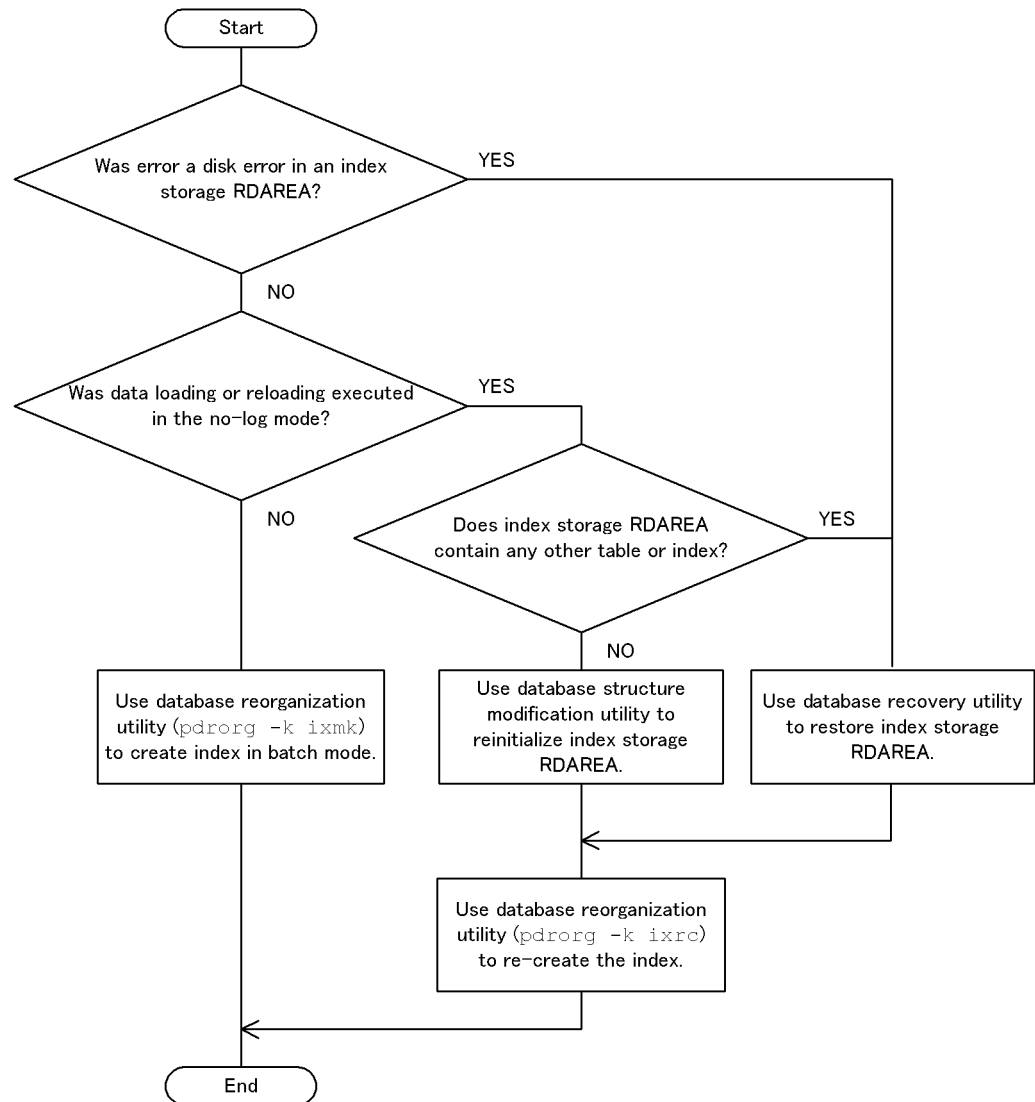 Start
Was error a disk error in an index
storage RDAREA?
YES
NO
Was data loading or reloading executed
in the no-log mode?
YES
NO
Does index storage RDAREA
contain any other table or index?
YES
NO
Use database reorganization
utility (pdrorg -k ixmk)
to create index in batch mode.
Use database structure
modification utility to
reinitialize index storage
RDAREA.
Use database recovery utility
to restore index storage
RDAREA.
Use database reorganization
utility (pdrorg -k ixrc)
to re-create the index.
End